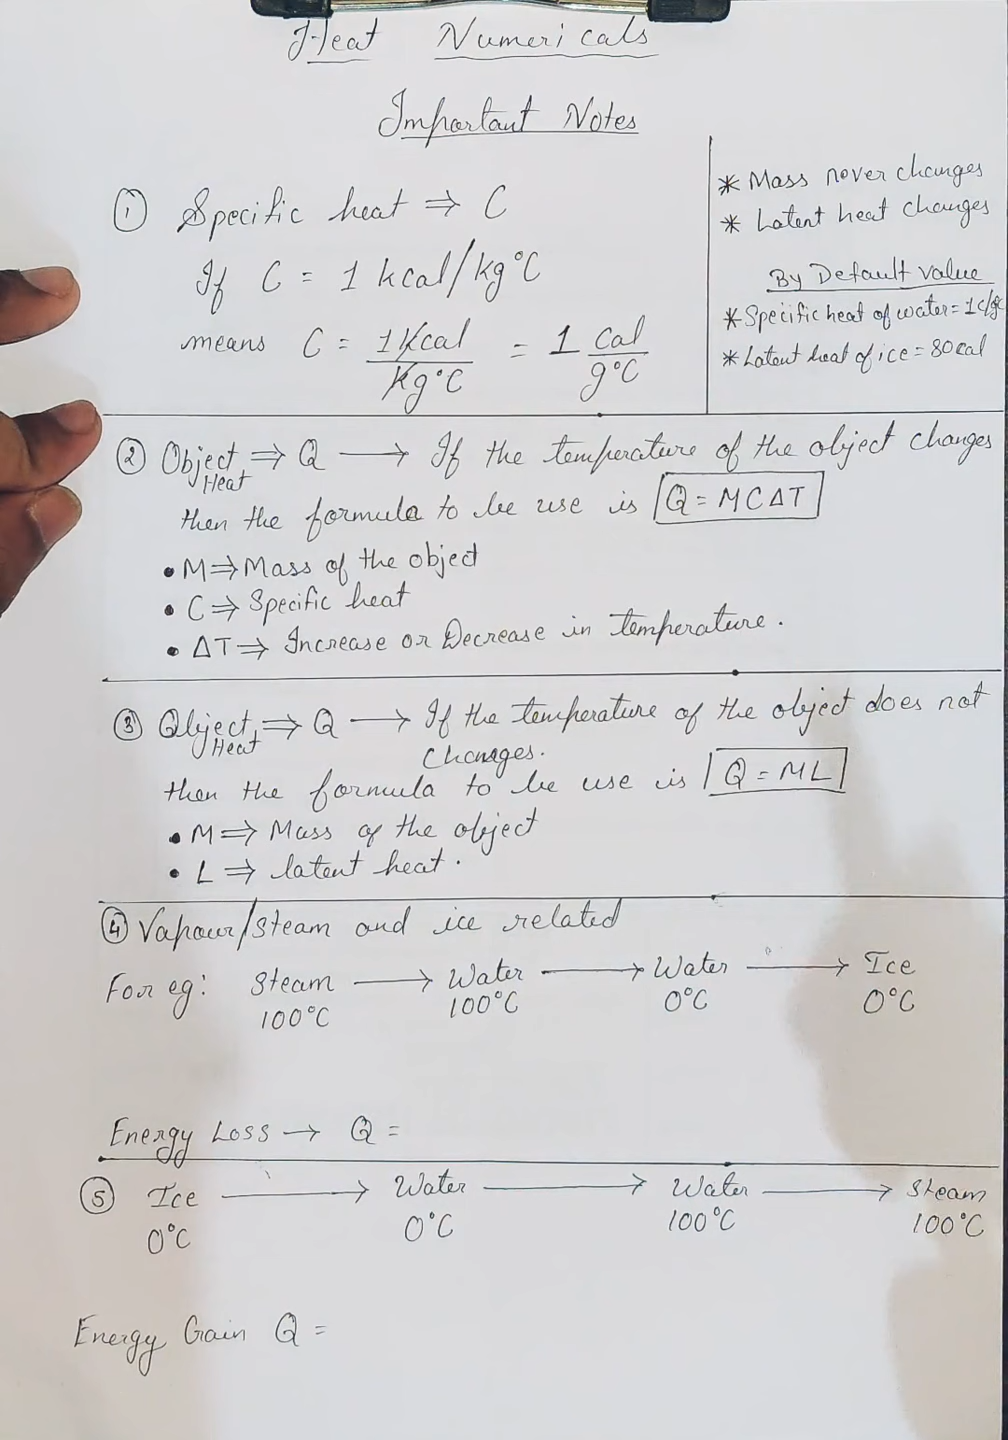 Heat Numericals
Important Notes
① Specific heat ⇒ C
If C = 1 kcal/kg°C
means C = 1 Kcal / Kg°C = 1 Cal / g°C
* Mass never changes
* Latent heat changes
By Default value
* Specific heat of water = 1 c/g°C
* Latent heat of ice = 80 cal
② Object Heat ⇒ Q → If the temperature of the object changes
then the formula to be use is Q = MCΔT
• M ⇒ Mass of the object
• C ⇒ Specific heat
• ΔT ⇒ Increase or Decrease in temperature.
③ Object Heat ⇒ Q → If the temperature of the object does not
changes.
then the formula to be use is Q = ML
• M ⇒ Mass of the object
• L ⇒ latent heat.
④ Vapour/steam and ice related
For eg: Steam → Water → Water → Ice
100°C 100°C 0°C 0°C
Energy Loss → Q =
⑤ Ice → Water → Water → Steam
0°C 0°C 100°C 100°C
Energy Gain Q =